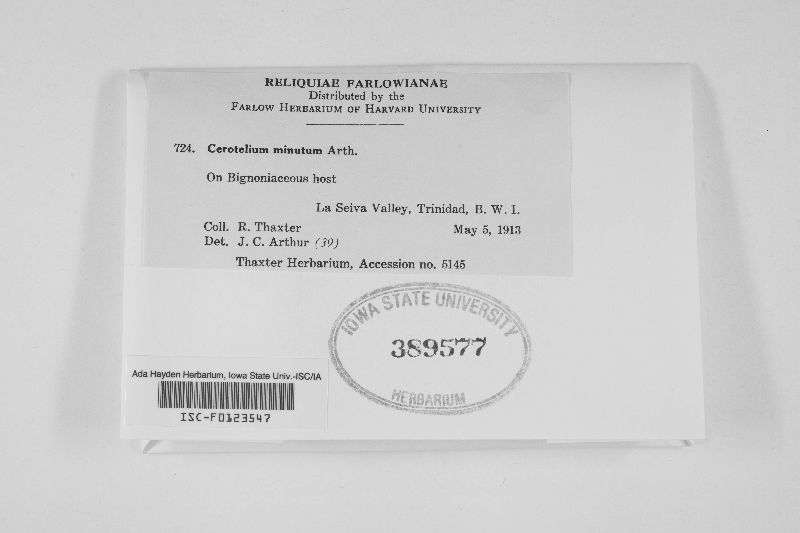 RELIQUIAE FARLOWIANAE
Distributed by the
FARLOW HERBARIUM OF HARVARD UNIVERSITY
724. Cerotelium minutum Arth.
On Bignoniaceous host
La Seiva Valley, Trinidad, B. W. I.
Coll. R. Thaxter May 5, 1913
Det. J. C. Arthur (39)
Thaxter Herbarium, Accession no. 5145
IOWA STATE UNIVERSITY
389577
HERBARIUM
Ada Hayden Herbarium, Iowa State Univ.-ISC/IA
ISC-F0123547